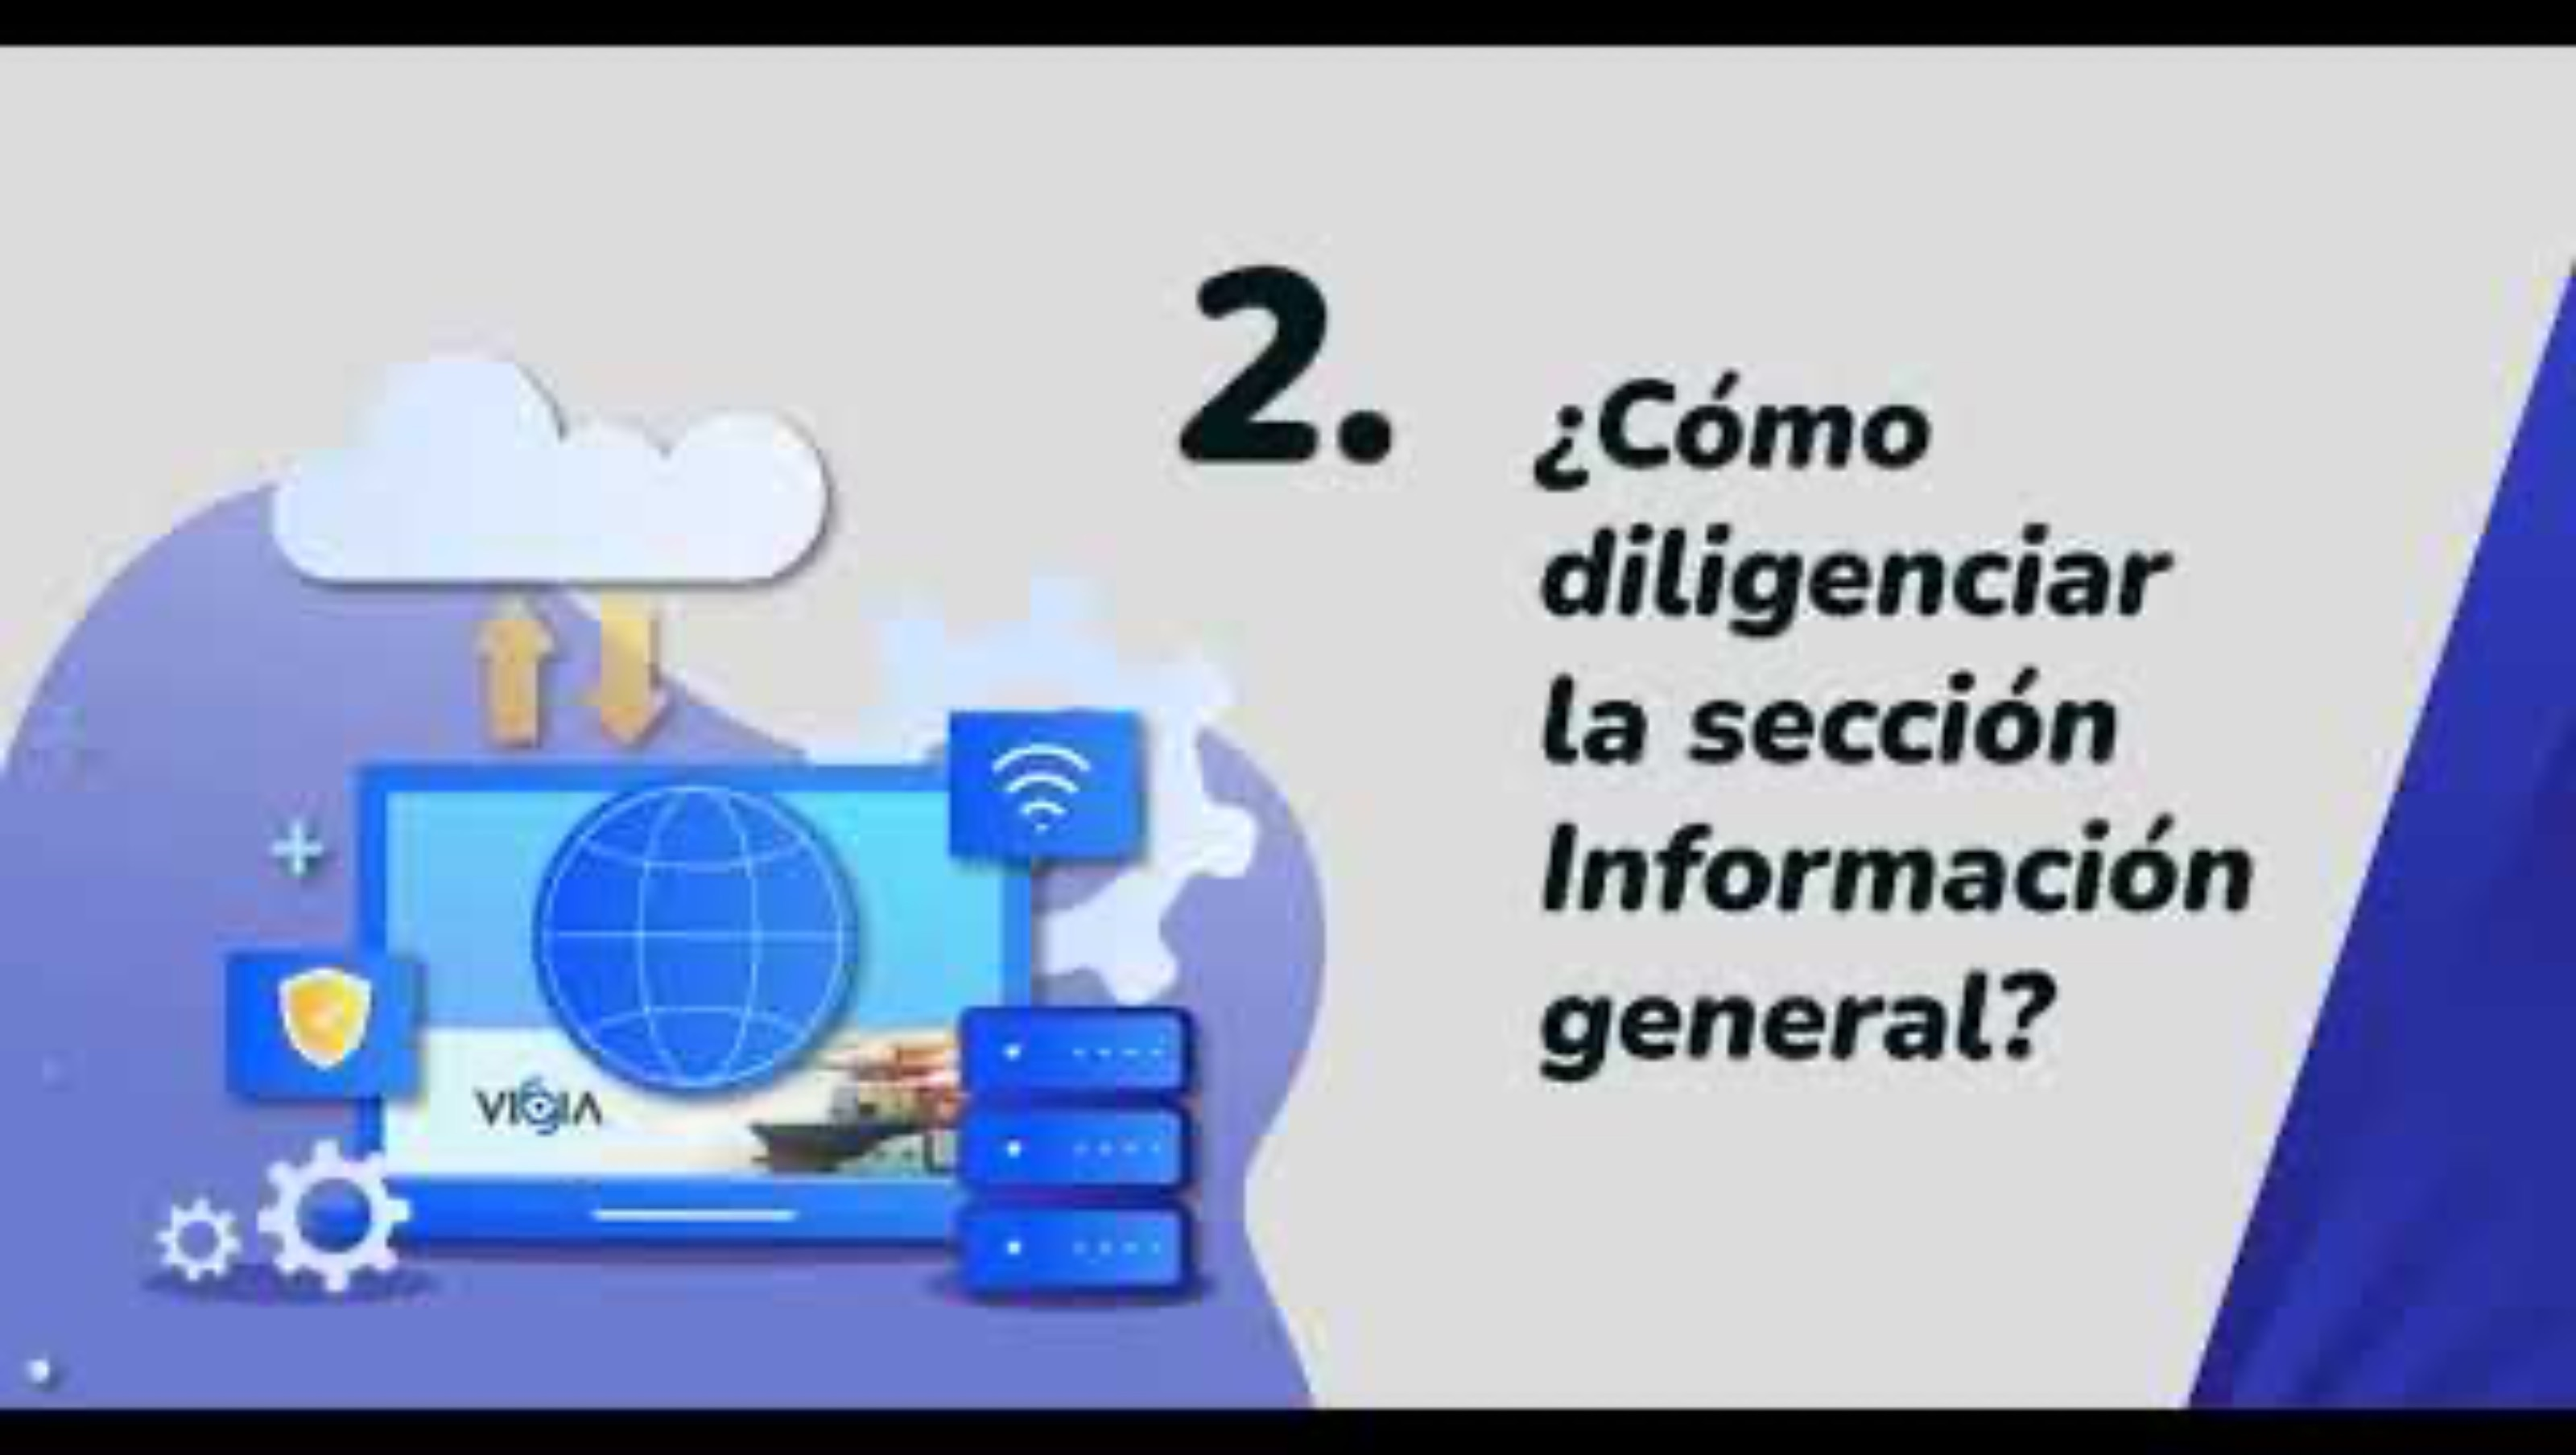 2.
¿Cómo
diligenciar
la sección
Información
general?
VIGIA